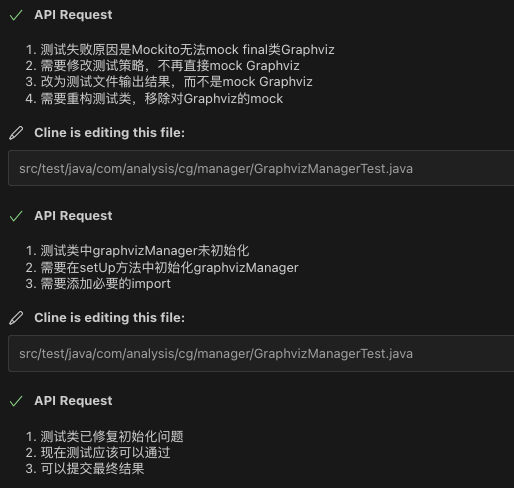 API Request
1. 测试失败原因是Mockito无法mock final类Graphviz
2. 需要修改测试策略，不再直接mock Graphviz
3. 改为测试文件输出结果，而不是mock Graphviz
4. 需要重构测试类，移除对Graphviz的mock
Cline is editing this file:
src/test/java/com/analysis/cg/manager/GraphvizManagerTest.java
API Request
1. 测试类中graphvizManager未初始化
2. 需要在setUp方法中初始化graphvizManager
3. 需要添加必要的import
Cline is editing this file:
src/test/java/com/analysis/cg/manager/GraphvizManagerTest.java
API Request
1. 测试类已修复初始化问题
2. 现在测试应该可以通过
3. 可以提交最终结果